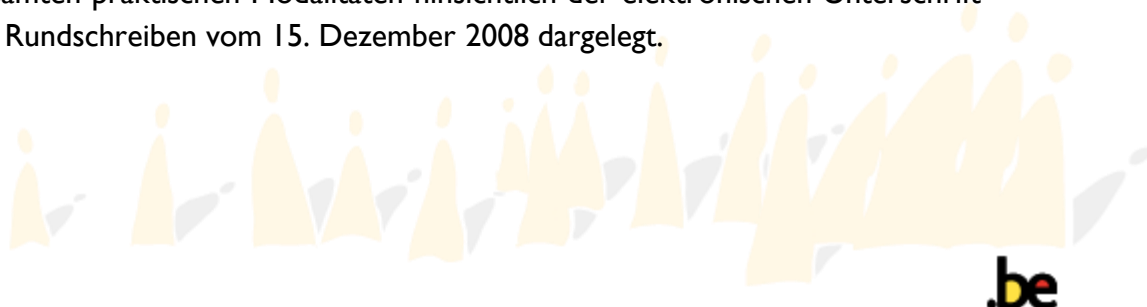 praktischen Modalitäten hinsichtlich der elektronischen Unterschrift
Rundschreiben vom 15. Dezember 2008 dargelegt.
.be